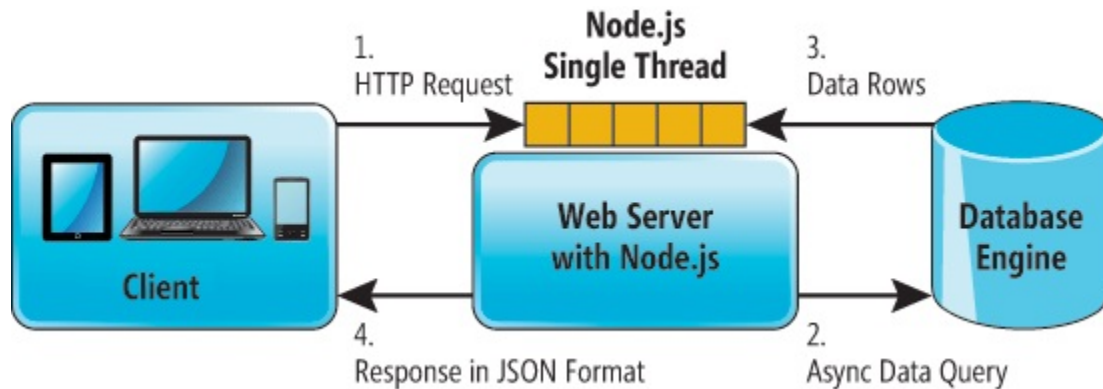 Node.js
Single Thread
1.
HTTP Request
3.
Data Rows
Client
Web Server
with Node.js
Database
Engine
4.
Response in JSON Format
2.
Async Data Query